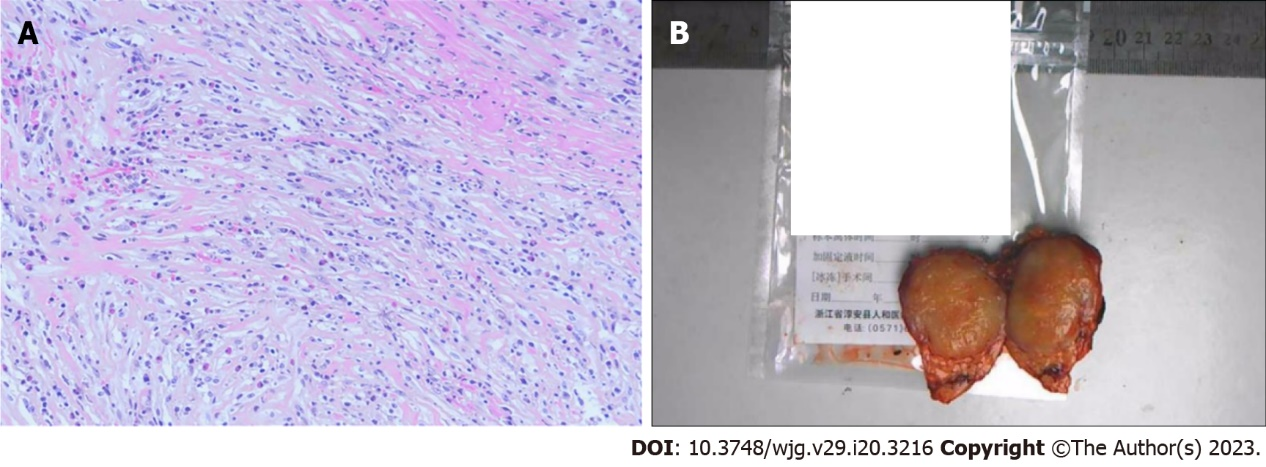 A
B
20 21 22 23 24
加固定液时间
[冰冻]手术间
日期 年
浙江省淳安县人和医
电话: (0571)
DOI: 10.3748/wjg.v29.i20.3216 Copyright ©The Author(s) 2023.